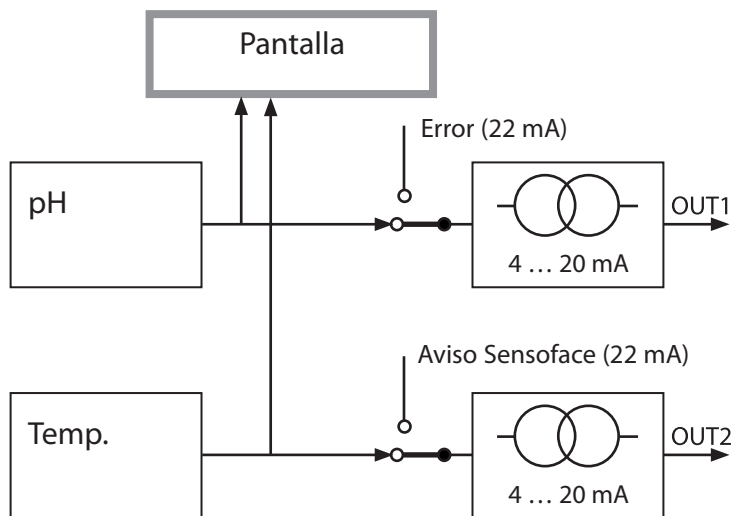 Pantalla
Error (22 mA)
pH
OUT1
4 … 20 mA
Aviso Sensoface (22 mA)
Temp.
OUT2
4 … 20 mA